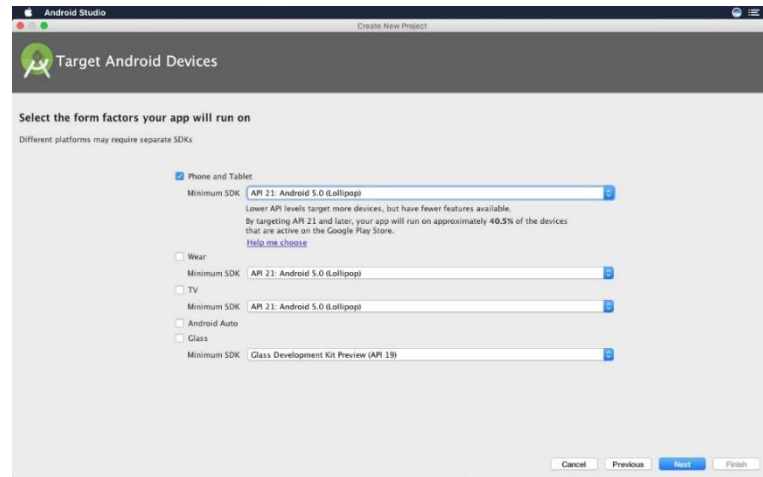 Android Studio
Create New Project
Target Android Devices
Select the form factors your app will run on
Different platforms may require separate SDKs
Phone and Tablet
Minimum SDK API 21: Android 5.0 (Lollipop)
Lower API levels target more devices, but have fewer features available.
By targeting API 21 and later, your app will run on approximately 40.5% of the devices
that are active on the Google Play Store.
Help me choose
Wear
Minimum SDK API 21: Android 5.0 (Lollipop)
TV
Minimum SDK API 21: Android 5.0 (Lollipop)
Android Auto
Glass
Minimum SDK Glass Development Kit Preview (API 19)
Cancel Previous Next Finish